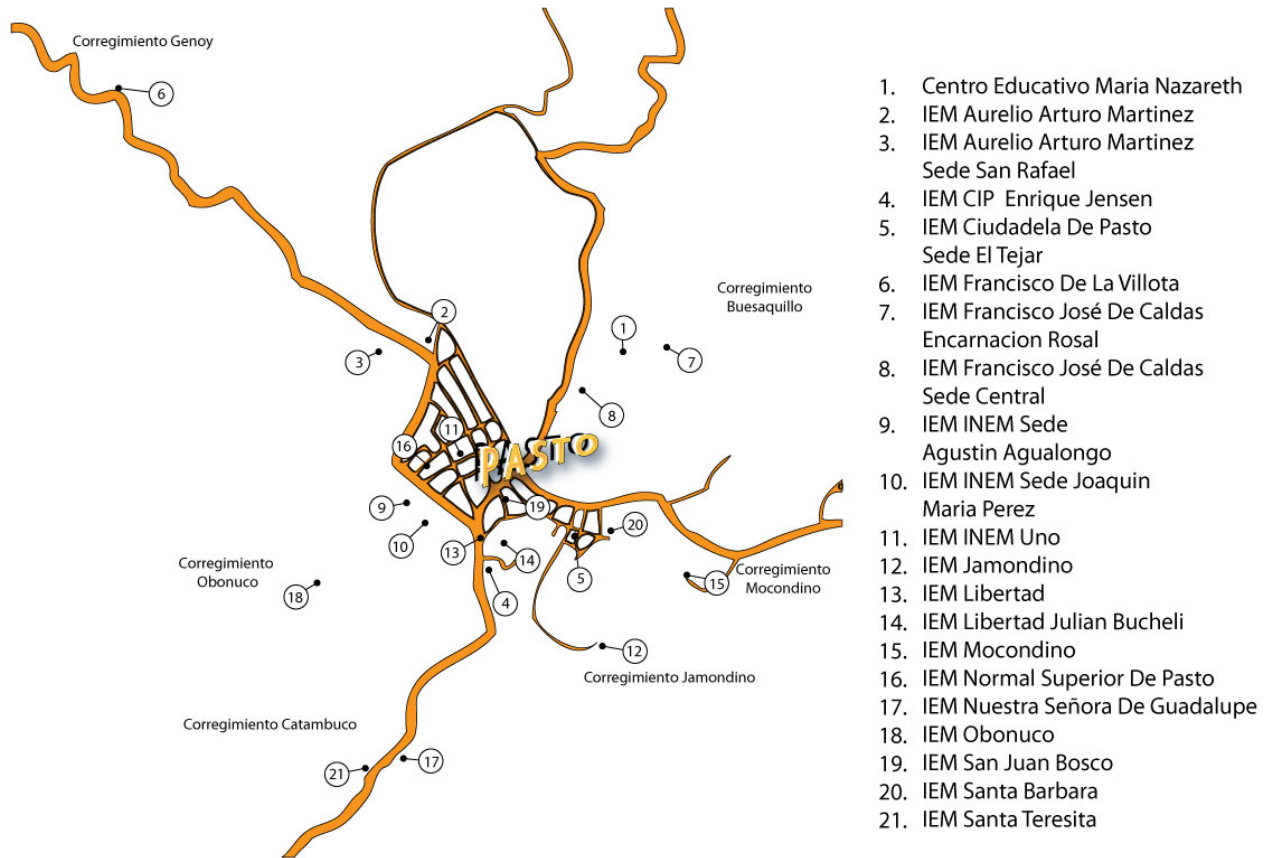 Corregimiento Genoy
6
Corregimiento
Buesaquillo
2
1
3
7
8
11
16
PASTO
9
19
10
20
13
14
Corregimiento
Obonuco
5
15
Corregimiento
Mocondino
18
4
12
Corregimiento Jamondino
Corregimiento Catambuco
17
21
1. Centro Educativo Maria Nazareth
2. IEM Aurelio Arturo Martinez
3. IEM Aurelio Arturo Martinez
Sede San Rafael
4. IEM CIP Enrique Jensen
5. IEM Ciudadela De Pasto
Sede El Tejar
6. IEM Francisco De La Villota
7. IEM Francisco José De Caldas
Encarnacion Rosal
8. IEM Francisco José De Caldas
Sede Central
9. IEM INEM Sede
Agustin Agualongo
10. IEM INEM Sede Joaquin
Maria Perez
11. IEM INEM Uno
12. IEM Jamondino
13. IEM Libertad
14. IEM Libertad Julian Bucheli
15. IEM Mocondino
16. IEM Normal Superior De Pasto
17. IEM Nuestra Señora De Guadalupe
18. IEM Obonuco
19. IEM San Juan Bosco
20. IEM Santa Barbara
21. IEM Santa Teresita